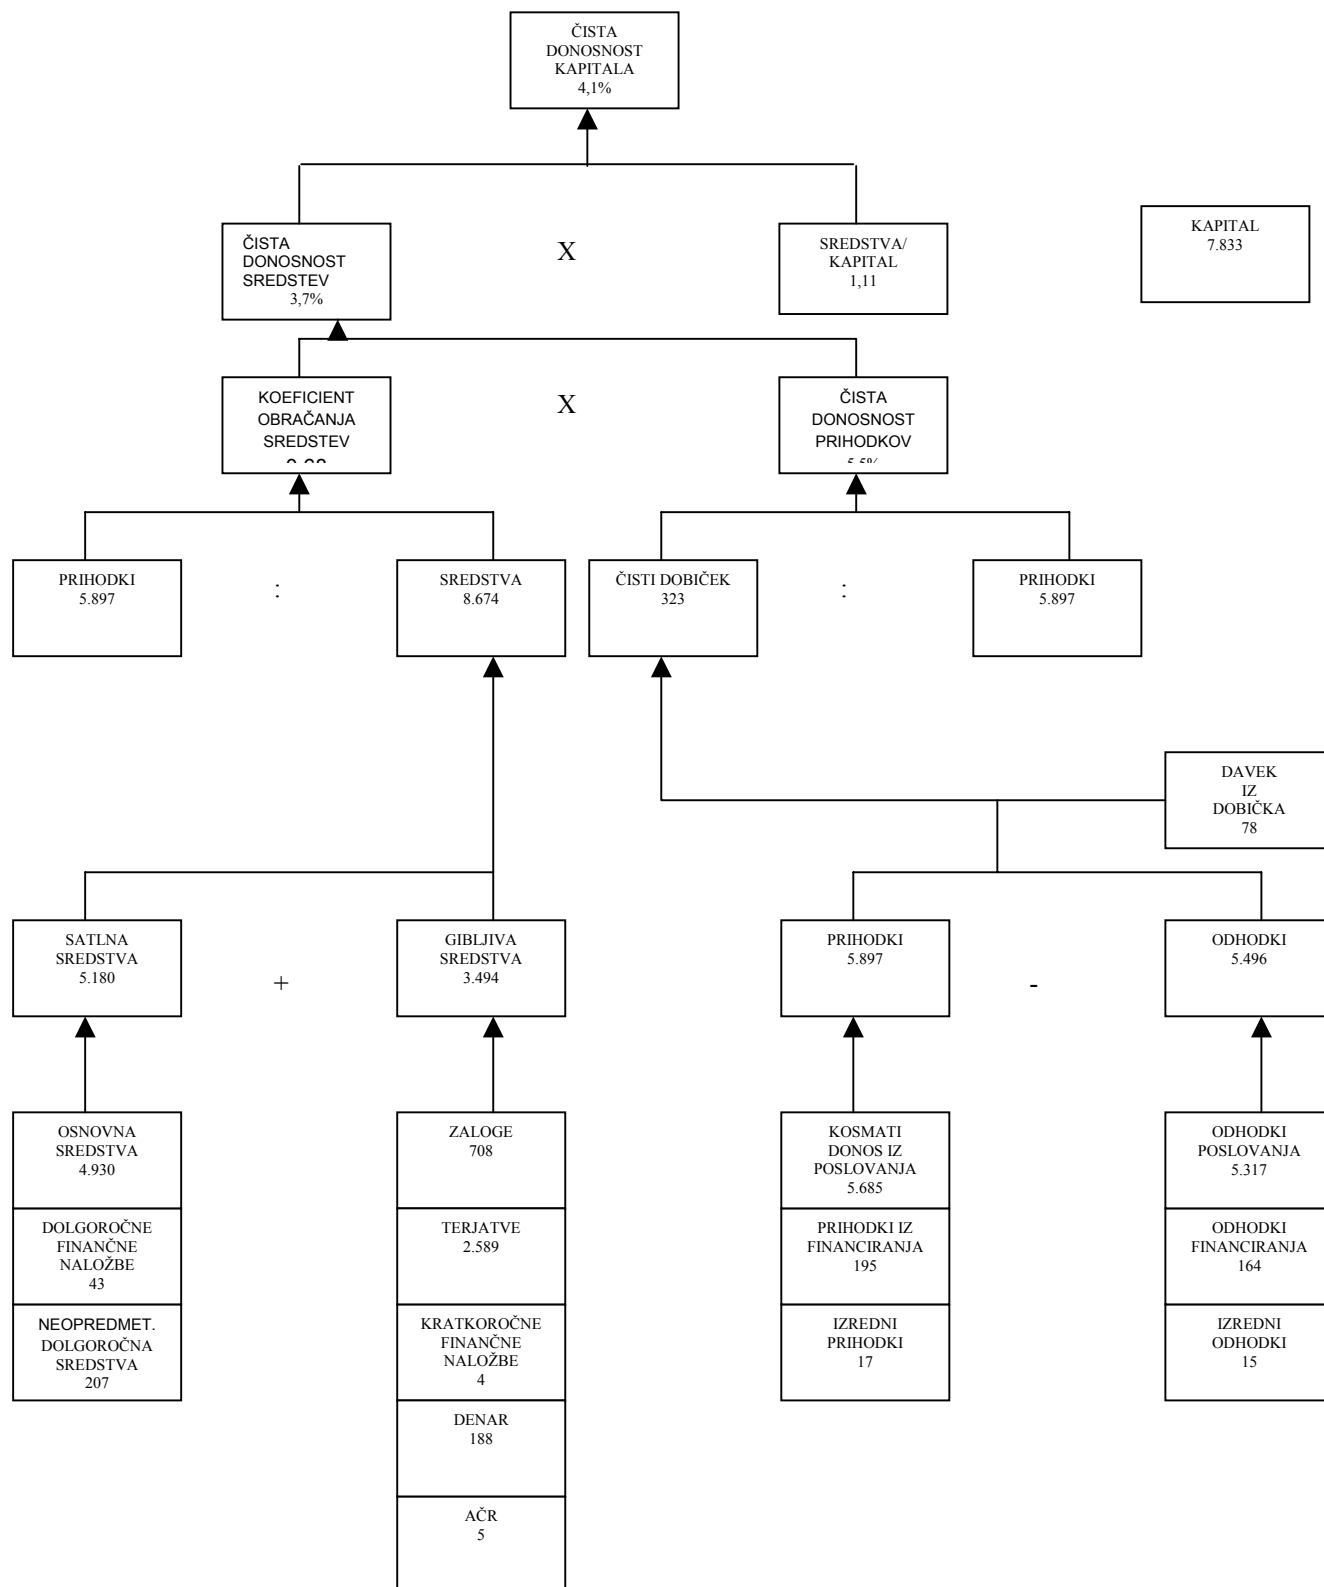 ČISTA
DONOSNOST
KAPITALA
4,1%
ČISTA
DONOSNOST
SREDSTEV
3,7%
X
SREDSTVA/
KAPITAL
1,11
KAPITAL
7.833
KOEFICIENT
OBRAČANJA
SREDSTEV
X
ČISTA
DONOSNOST
PRIHODKOV
5,5%
PRIHODKI
5.897
:
SREDSTVA
8.674
ČISTI DOBIČEK
323
:
PRIHODKI
5.897
DAVEK
IZ
DOBIČKA
78
SATLNA
SREDSTVA
5.180
+
GIBLJIVA
SREDSTVA
3.494
PRIHODKI
5.897
-
ODHODKI
5.496
OSNOVNA
SREDSTVA
4.930
DOLGOROČNE
FINANČNE
NALOŽBE
43
NEOPREDMET.
DOLGOROČNA
SREDSTVA
207
ZALOGE
708
TERJATVE
2.589
KRATKOROČNE
FINANČNE
NALOŽBE
4
DENAR
188
AČR
5
KOSMATI
DONOS IZ
POSLOVANJA
5.685
PRIHODKI IZ
FINANCIRANJA
195
IZREDNI
PRIHODKI
17
ODHODKI
POSLOVANJA
5.317
ODHODKI
FINANCIRANJA
164
IZREDNI
ODHODKI
15